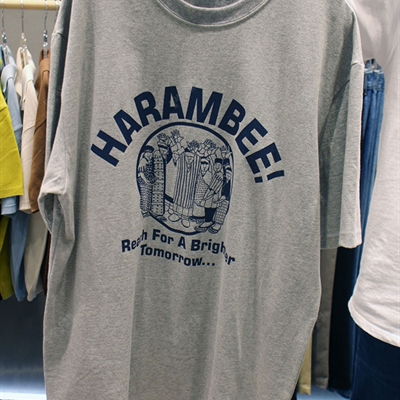 HARAMBEE!
Reach For A Brighter
Tomorrow...